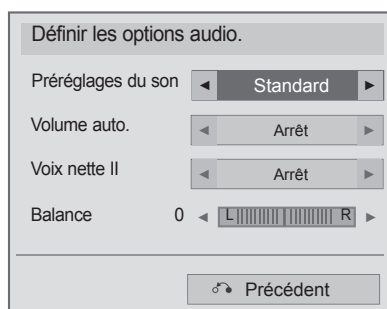 Définir les options audio.
Préréglages du son ◄ Standard ►
Volume auto. ◄ Arrêt ►
Voix nette II ◄ Arrêt ►
Balance 0 ◄ L R ►
Précédent